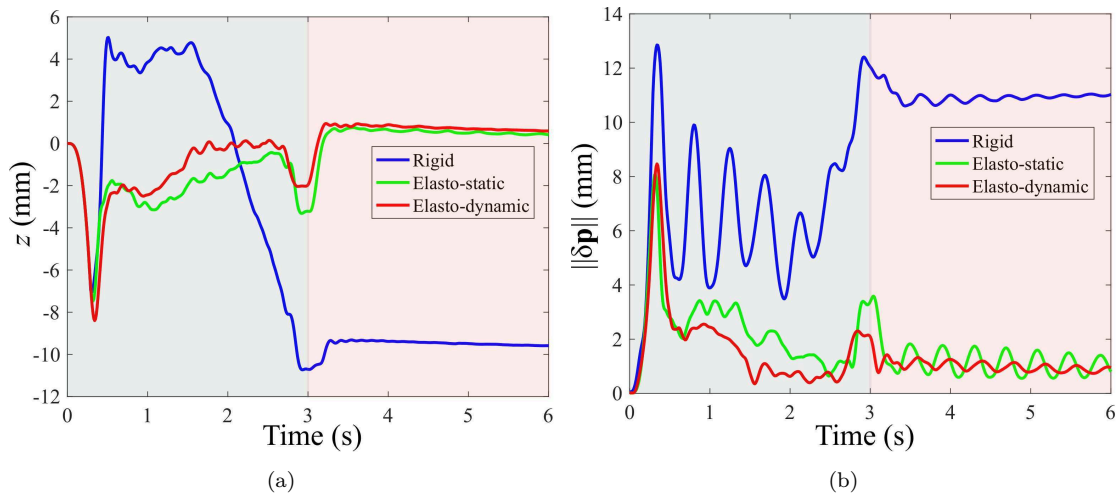 6
4
2
0
-2
-4
-6
-8
-10
-12
z (mm)
Rigid
Elasto-static
Elasto-dynamic
0 1 2 3 4 5 6
Time (s)
(a)
14
12
10
8
6
4
2
0
||δp|| (mm)
Rigid
Elasto-static
Elasto-dynamic
0 1 2 3 4 5 6
Time (s)
(b)